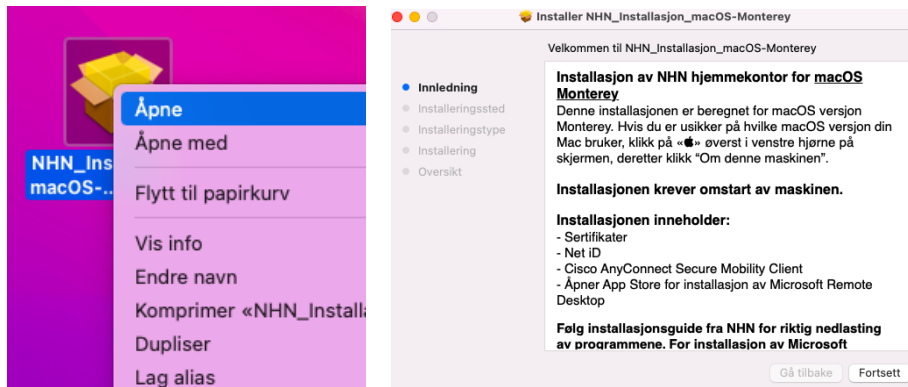 NHN_Ins
macOS-...
Åpne
Åpne med
Flytt til papirkurv
Vis info
Endre navn
Komprimer «NHN_Install
Dupliser
Lag alias
Installer NHN_Installasjon_macOS-Monterey
Velkommen til NHN_Installasjon_macOS-Monterey
Innledning
Installeringssted
Installeringstype
Installering
Oversikt
Installasjon av NHN hjemmekontor for macOS
Monterey
Denne installasjonen er beregnet for macOS versjon
Monterey. Hvis du er usikker på hvilke macOS versjon din
Mac bruker, klikk på «» øverst i venstre hjørne på
skjermen, deretter klikk “Om denne maskinen”.
Installasjonen krever omstart av maskinen.
Installasjonen inneholder:
- Sertifikater
- Net iD
- Cisco AnyConnect Secure Mobility Client
- Åpner App Store for installasjon av Microsoft Remote
Desktop
Følg installasjonsguide fra NHN for riktig nedlasting
av programmene. For installasjon av Microsoft
Gå tilbake
Fortsett